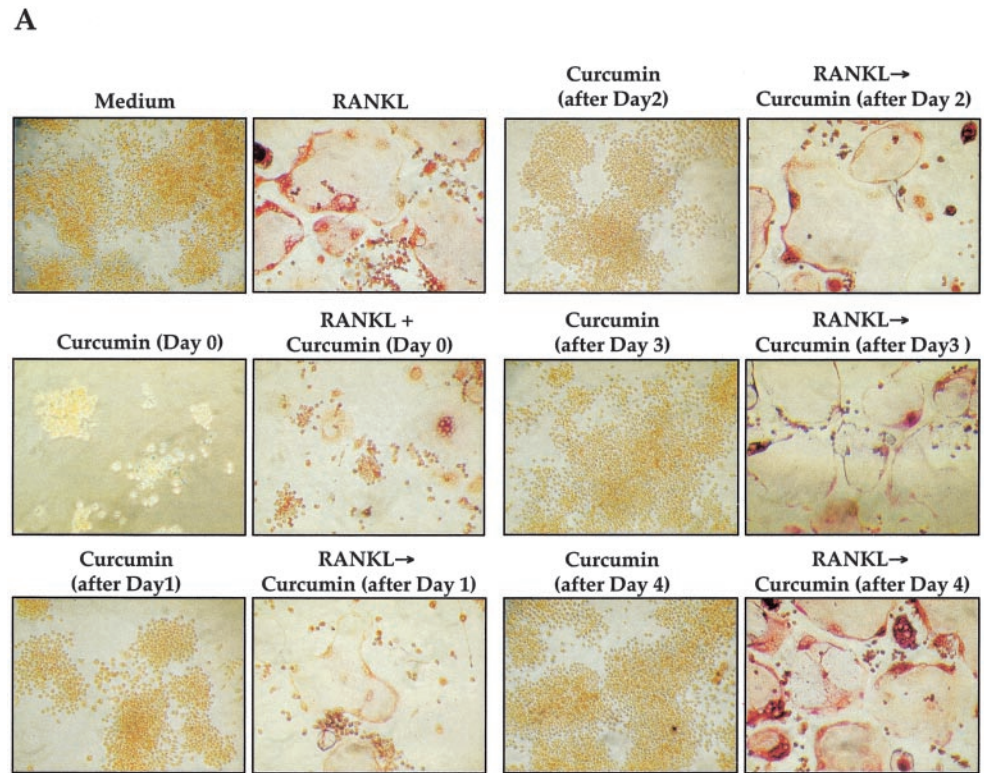 A
Medium
RANKL
Curcumin
(after Day2)
RANKL→
Curcumin (after Day 2)
Curcumin (Day 0)
RANKL +
Curcumin (Day 0)
Curcumin
(after Day 3)
RANKL→
Curcumin (after Day3 )
Curcumin
(after Day1)
RANKL→
Curcumin (after Day 1)
Curcumin
(after Day 4)
RANKL→
Curcumin (after Day 4)